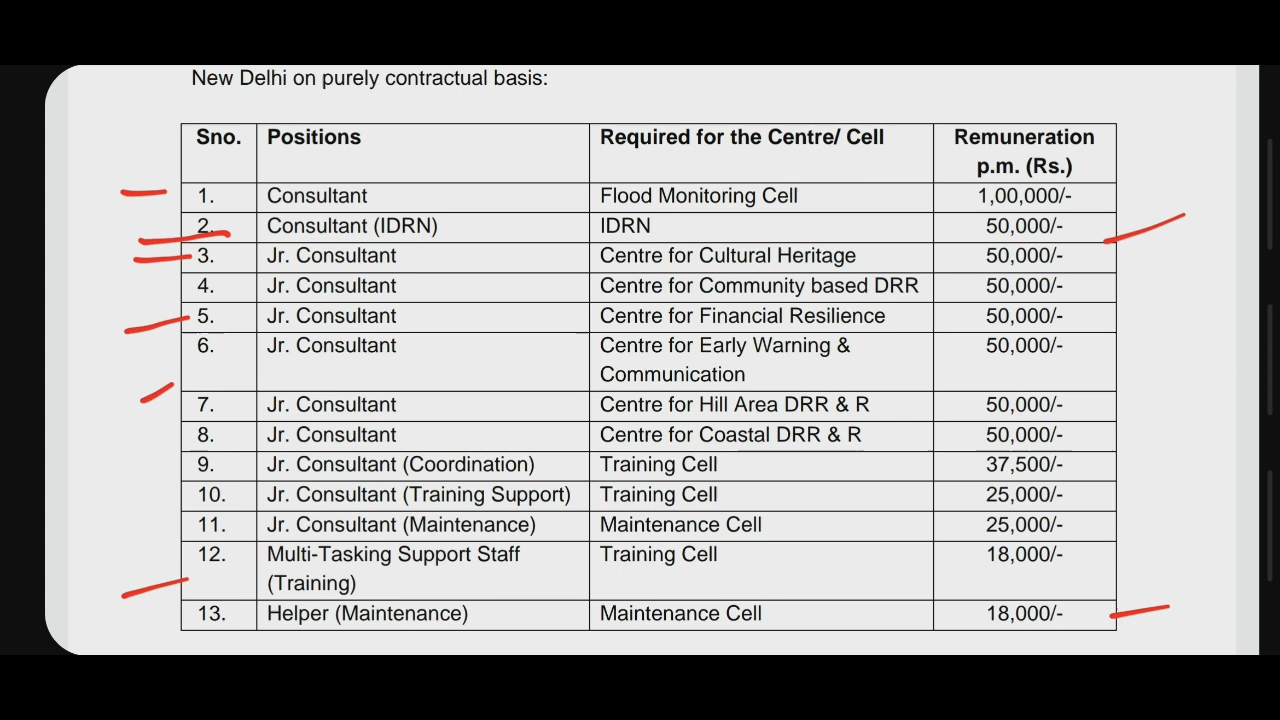 New Delhi on purely contractual basis:
Sno. Positions Required for the Centre/ Cell Remuneration
p.m. (Rs.)
1. Consultant Flood Monitoring Cell 1,00,000/-
2. Consultant (IDRN) IDRN 50,000/-
3. Jr. Consultant Centre for Cultural Heritage 50,000/-
4. Jr. Consultant Centre for Community based DRR 50,000/-
5. Jr. Consultant Centre for Financial Resilience 50,000/-
6. Jr. Consultant Centre for Early Warning & 50,000/-
Communication
7. Jr. Consultant Centre for Hill Area DRR & R 50,000/-
8. Jr. Consultant Centre for Coastal DRR & R 50,000/-
9. Jr. Consultant (Coordination) Training Cell 37,500/-
10. Jr. Consultant (Training Support) Training Cell 25,000/-
11. Jr. Consultant (Maintenance) Maintenance Cell 25,000/-
12. Multi-Tasking Support Staff Training Cell 18,000/-
(Training)
13. Helper (Maintenance) Maintenance Cell 18,000/-